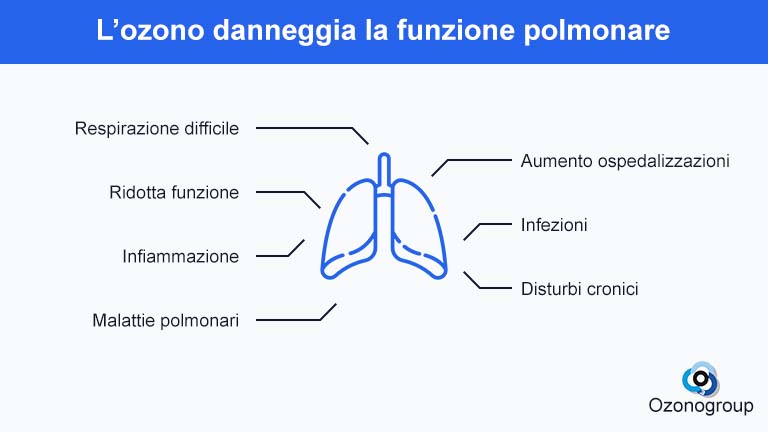 L’ozono danneggia la funzione polmonare
Respirazione difficile
Ridotta funzione
Infiammazione
Malattie polmonari
Aumento ospedalizzazioni
Infezioni
Disturbi cronici
Ozonogroup